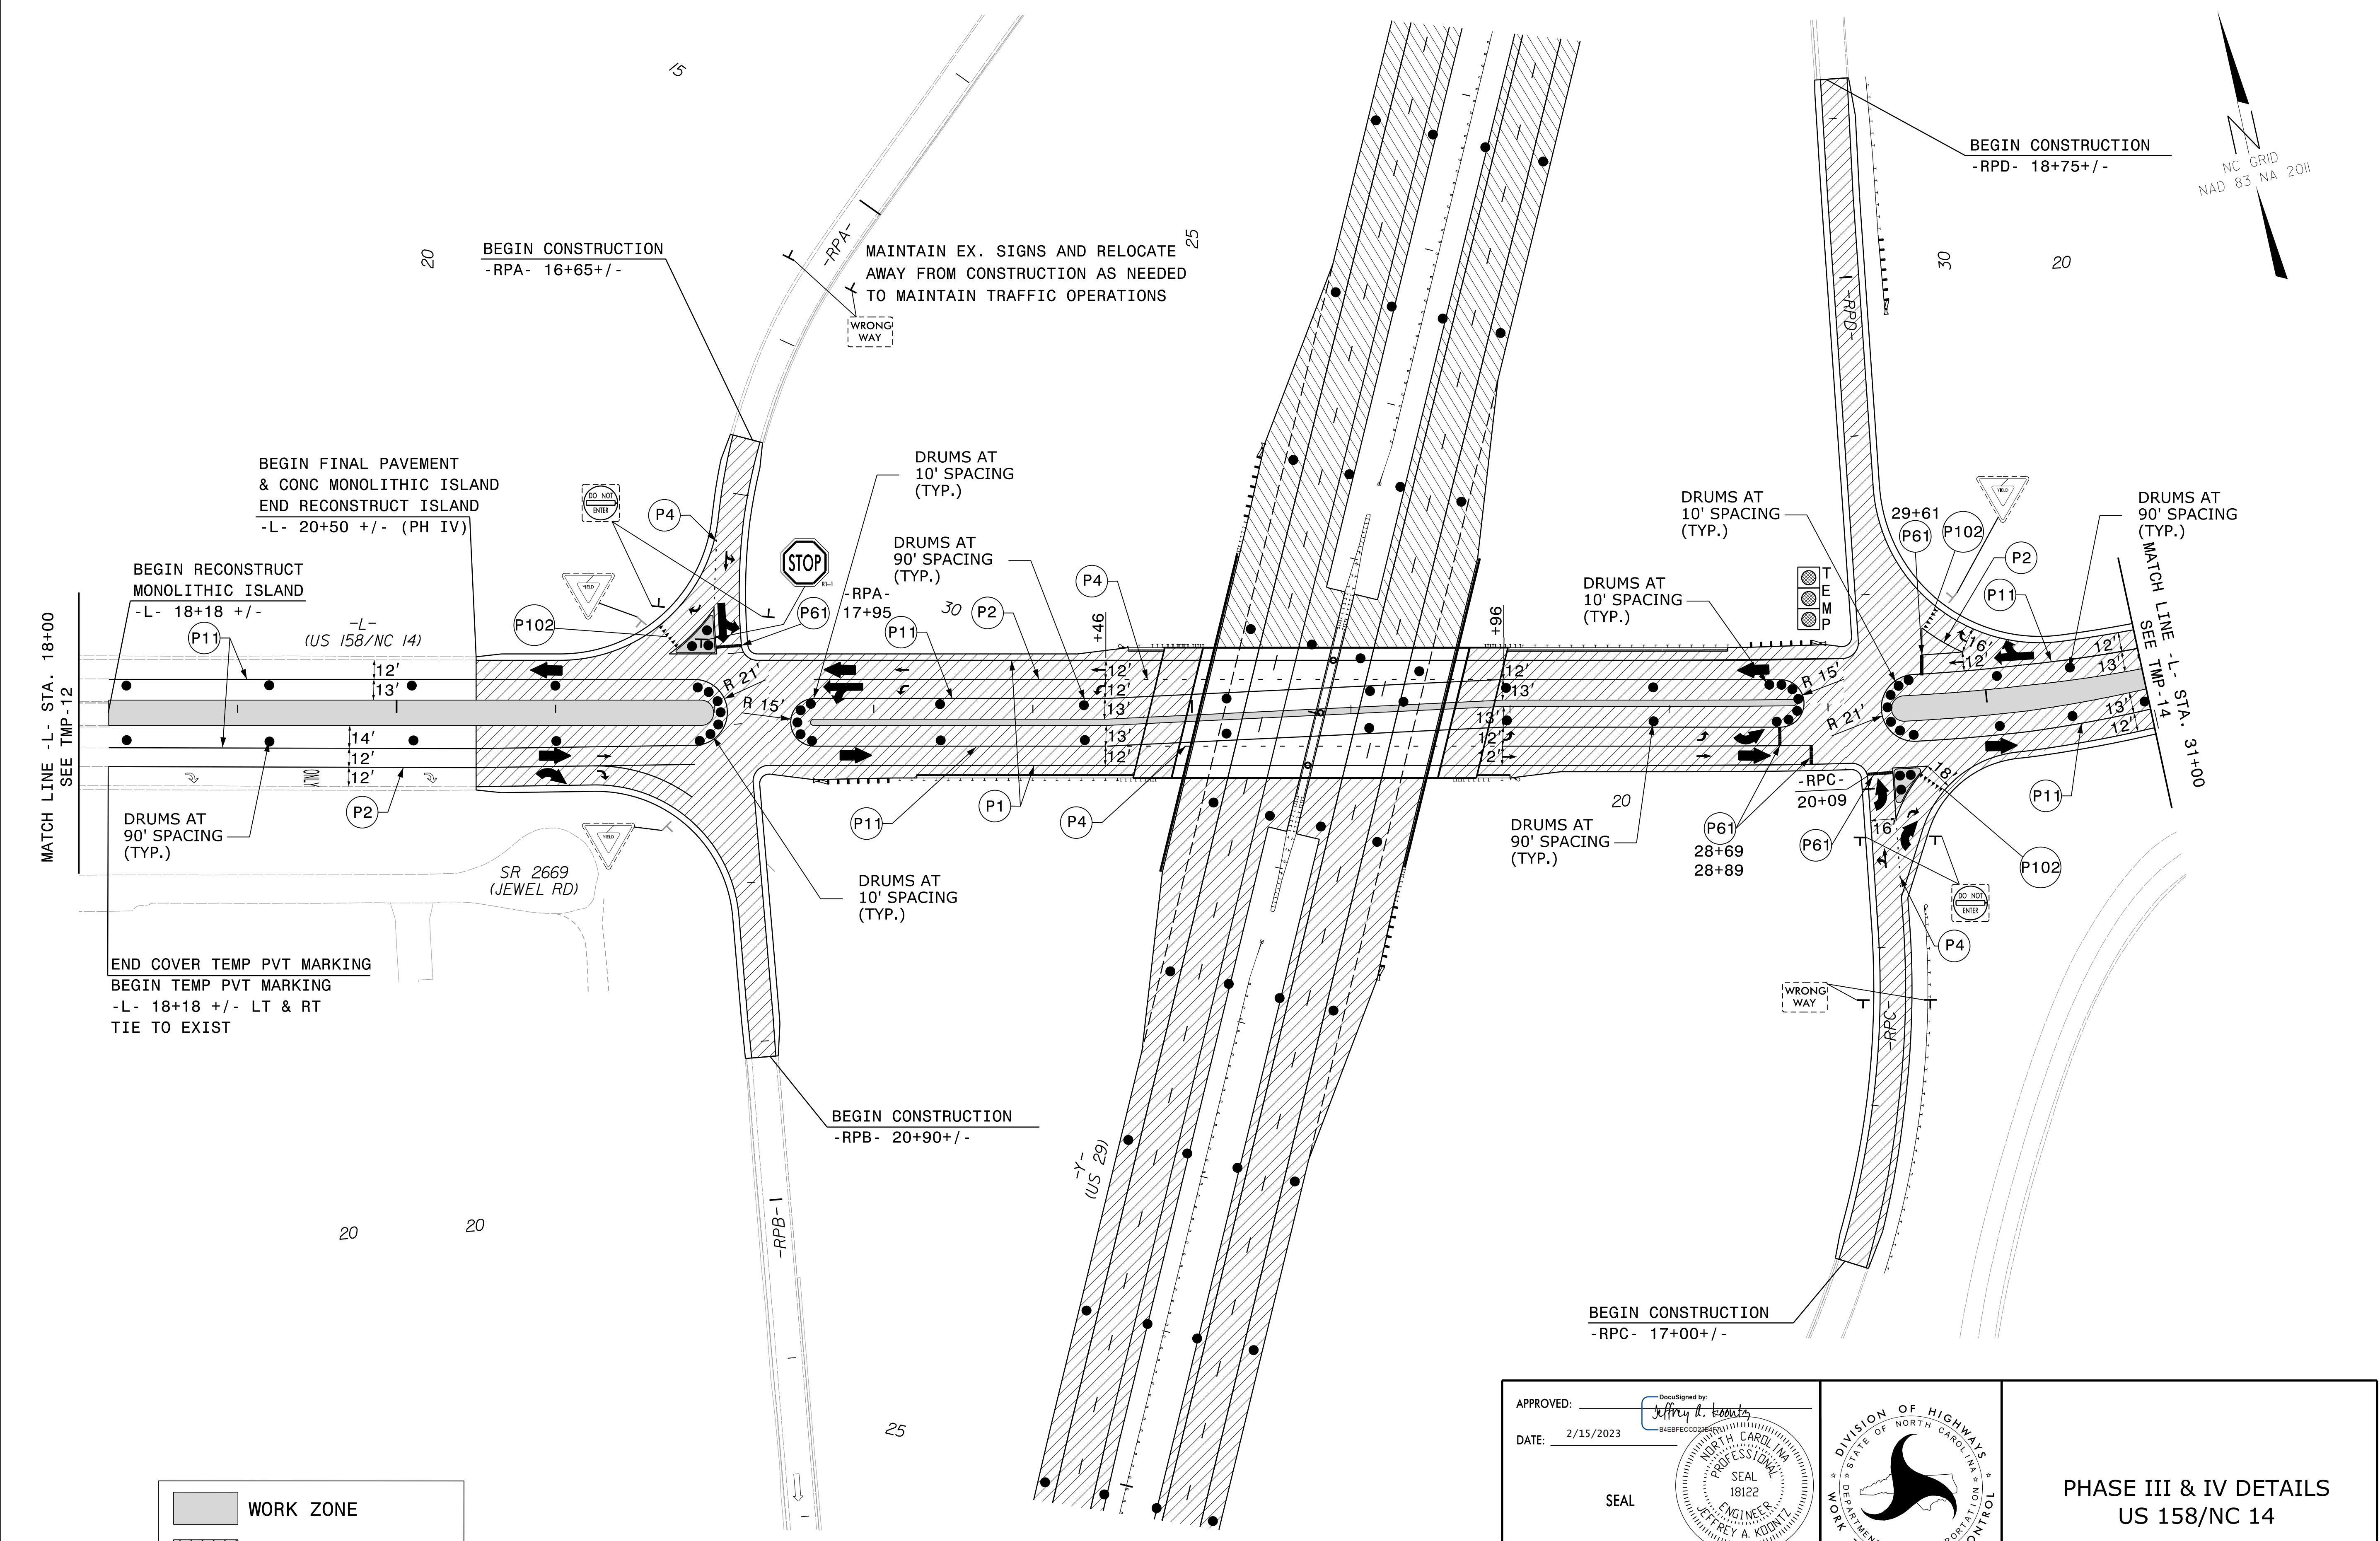 15
NC GRID
NAD 83 NA 2011
BEGIN CONSTRUCTION
-RPD- 18+75+/-
20
BEGIN CONSTRUCTION
-RPA- 16+65+/-
-RPA-
MAINTAIN EX. SIGNS AND RELOCATE
AWAY FROM CONSTRUCTION AS NEEDED
TO MAINTAIN TRAFFIC OPERATIONS
WRONG
WAY
25
30
20
-RPD-
BEGIN FINAL PAVEMENT
& CONC MONOLITHIC ISLAND
END RECONSTRUCT ISLAND
-L- 20+50 +/- (PH IV)
DO NOT
ENTER
P4
DRUMS AT
10' SPACING
(TYP.)
DRUMS AT
90' SPACING
(TYP.)
STOP
R1-1
YIELD
P61
-RPA-
17+95
30
P11
P2
P4
+46
DRUMS AT
10' SPACING
(TYP.)
DRUMS AT
10' SPACING
(TYP.)
+96
T
E
M
P
29+61
P61
P102
YIELD
P2
P11
DRUMS AT
90' SPACING
(TYP.)
MATCH LINE -L- STA. 31+00
SEE TMP-14
BEGIN RECONSTRUCT
MONOLITHIC ISLAND
-L- 18+18 +/-
P11
-L-
(US 158/NC 14)
P102
MATCH LINE -L- STA. 18+00
SEE TMP-12
12'
13'
14'
12'
12'
R 21'
R 15'
12'
12'
13'
13'
12'
12'
13'
13'
12'
12'
R 15'
R 21'
16'
12'
12'
13'
13'
12'
18'
16'
ONLY
P2
DRUMS AT
90' SPACING
(TYP.)
YIELD
SR 2669
(JEWEL RD)
P11
P1
P4
DRUMS AT
10' SPACING
(TYP.)
20
DRUMS AT
90' SPACING
(TYP.)
P61
28+69
28+89
-RPC-
20+09
P61
P11
P102
DO NOT
ENTER
P4
WRONG
WAY
-RPC-
END COVER TEMP PVT MARKING
BEGIN TEMP PVT MARKING
-L- 18+18 +/- LT & RT
TIE TO EXIST
BEGIN CONSTRUCTION
-RPB- 20+90+/-
-RPB-
-Y-
(US 29)
20
20
25
BEGIN CONSTRUCTION
-RPC- 17+00+/-
WORK ZONE
APPROVED:
DocuSigned by:
Jeffrey A. Koontz
DATE: 2/15/2023
SEAL
NORTH CAROLINA
PROFESSIONAL
SEAL
18122
ENGINEER
JEFFREY A. KOONTZ
DIVISION OF HIGHWAYS
STATE OF NORTH CAROLINA
PHASE III & IV DETAILS
US 158/NC 14